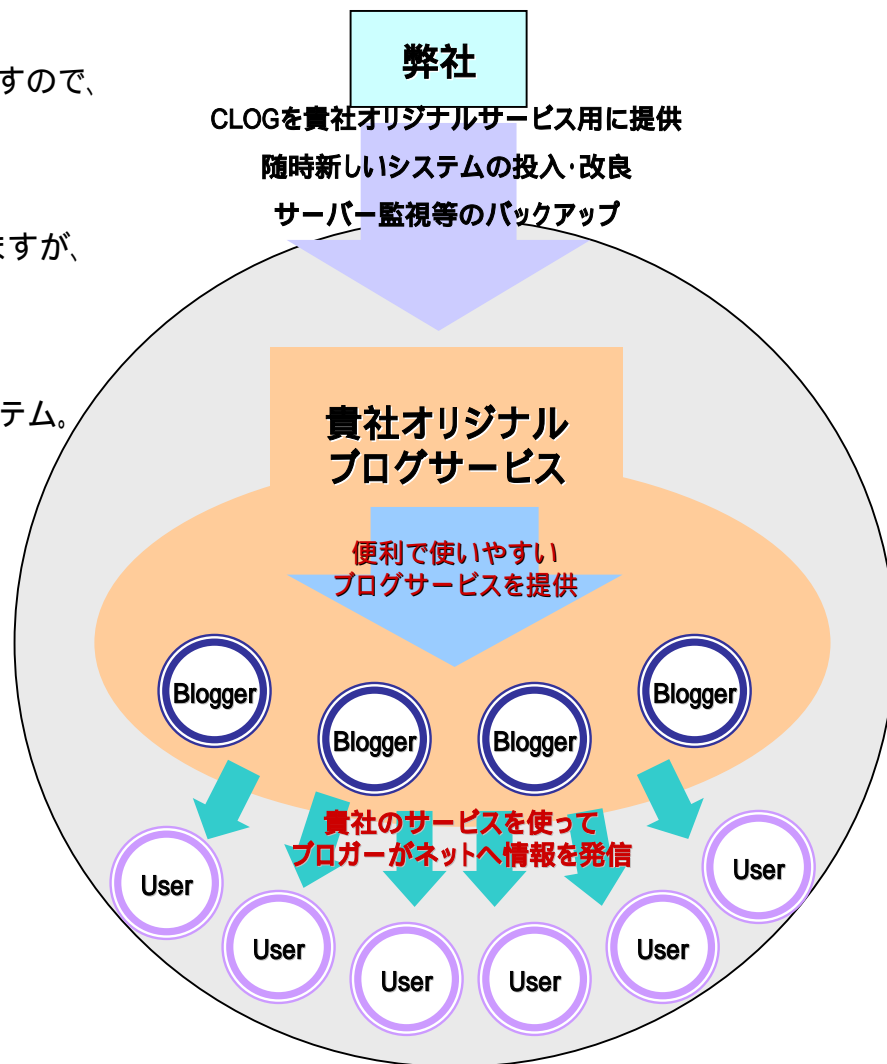 弊社
すので、
CLOGを貴社オリジナルサービス用に提供
随時新しいシステムの投入・改良
サーバー監視等のバックアップ
ますが、
テム。
貴社オリジナル
ブログサービス
便利で使いやすい
ブログサービスを提供
Blogger
Blogger
Blogger
Blogger
貴社のサービスを使って
ブロガーがネットへ情報を発信
User
User
User
User
User
User